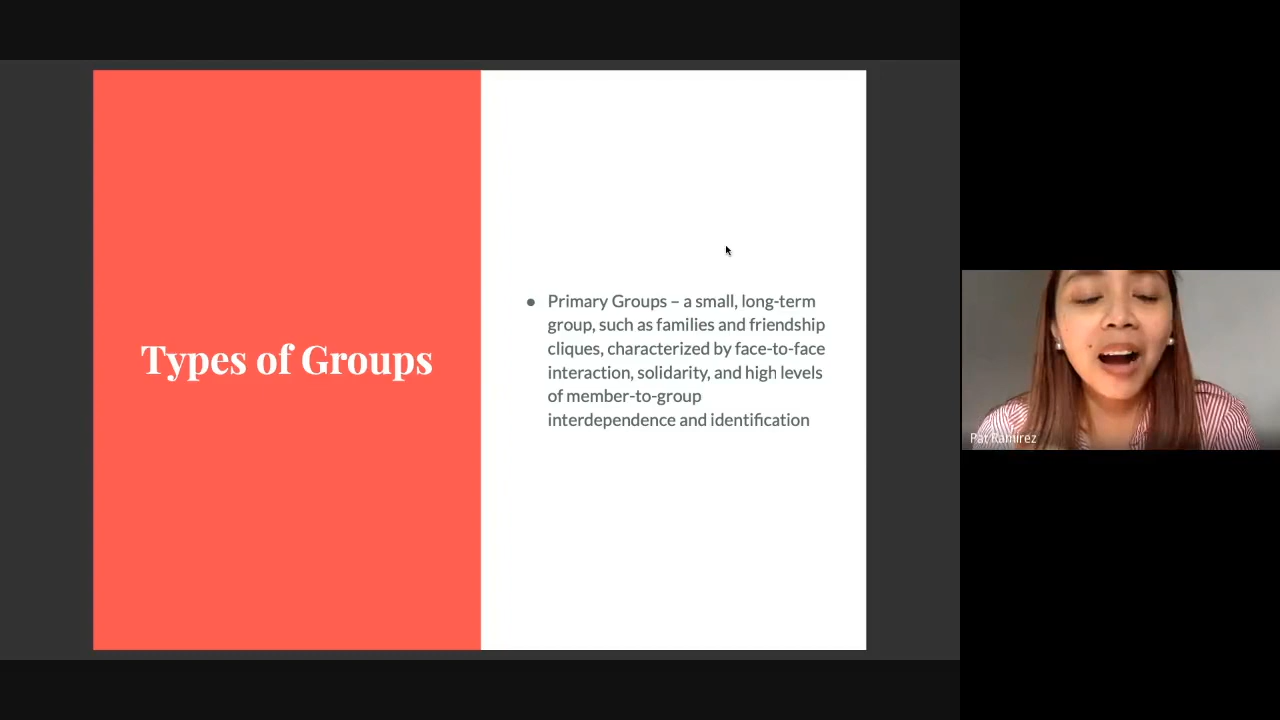 Types of Groups
● Primary Groups – a small, long-term
group, such as families and friendship
cliques, characterized by face-to-face
interaction, solidarity, and high levels
of member-to-group
interdependence and identification
Pat Ramirez